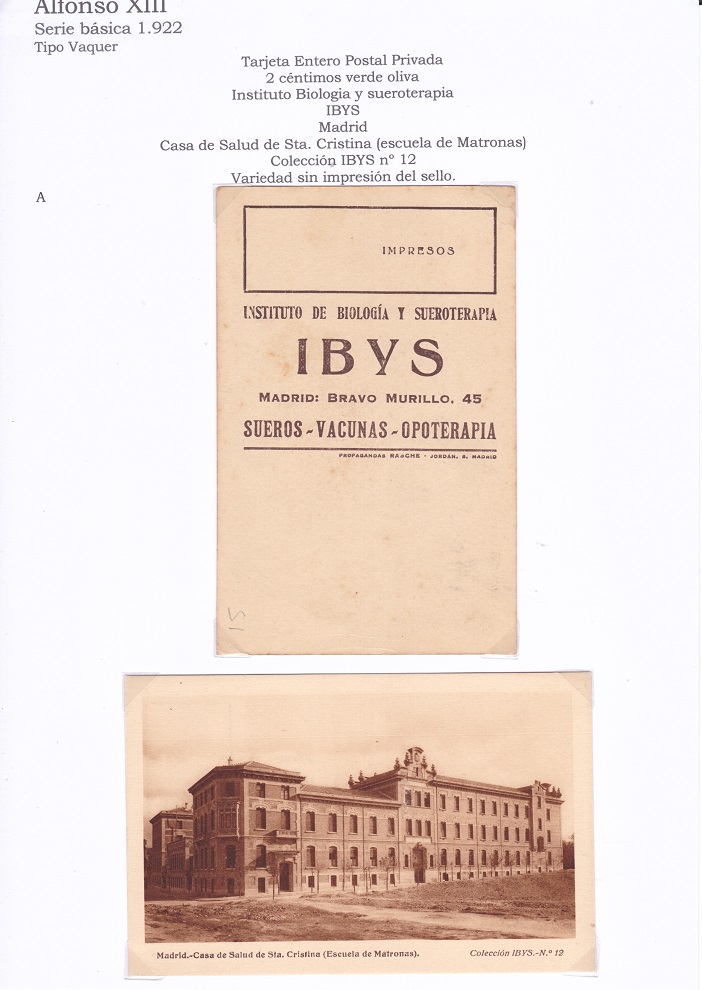 Alfonso XIII
Serie básica 1.922
Tipo Vaquer
Tarjeta Entero Postal Privada
2 céntimos verde oliva
Instituto Biologia y sueroterapia
IBYS
Madrid
Casa de Salud de Sta. Cristina (escuela de Matronas)
Colección IBYS nº 12
Variedad sin impresión del sello.
A
IMPRESOS
INSTITUTO DE BIOLOGÍA Y SUEROTERAPIA
IBYS
MADRID: BRAVO MURILLO, 45
SUEROS-VACUNAS-OPOTERAPIA
PROPAGANDAS - JORDÁN, MADRID
Madrid.-Casa de Salud de Sta. Cristina (Escuela de Matronas).
Colección IBYS.-N.º 12